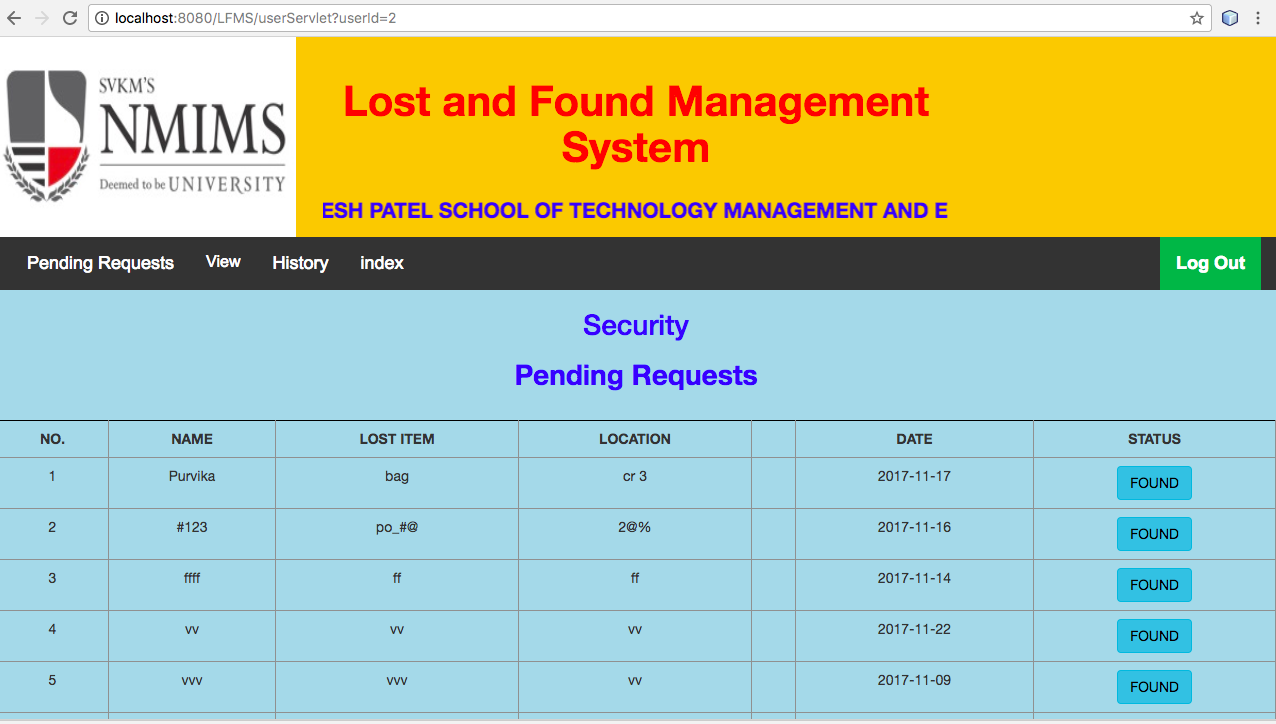 localhost:8080/LFMS/userServlet?userId=2
SVKM'S
NMIMS
Deemed to be UNIVERSITY
Lost and Found Management
System
ESH PATEL SCHOOL OF TECHNOLOGY MANAGEMENT AND E
Pending Requests View History index Log Out
Security
Pending Requests
NO. NAME LOST ITEM LOCATION DATE STATUS
1 Purvika bag cr 3 2017-11-17 FOUND
2 #123 po_#@ 2@% 2017-11-16 FOUND
3 ffff ff ff 2017-11-14 FOUND
4 vv vv vv 2017-11-22 FOUND
5 vvv vvv vv 2017-11-09 FOUND